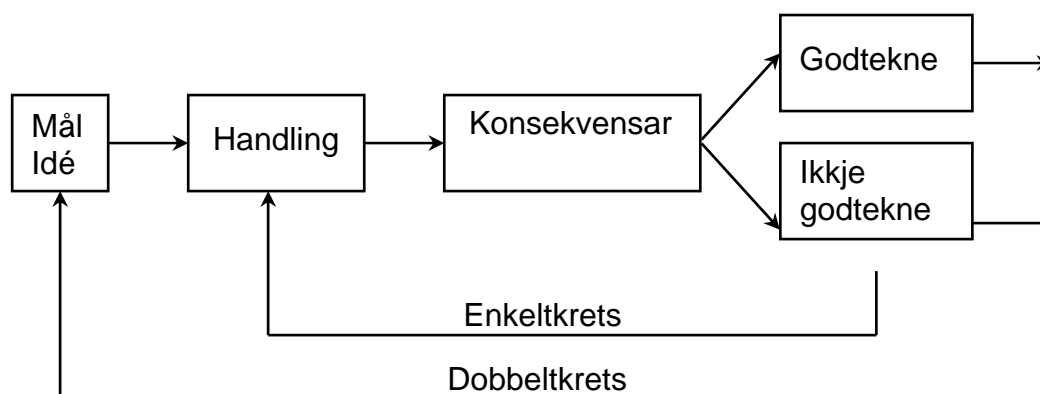 Mål
Idé
Handling
Konsekvensar
Godtekne
Ikkje
godtekne
Enkeltkrets
Dobbeltkrets